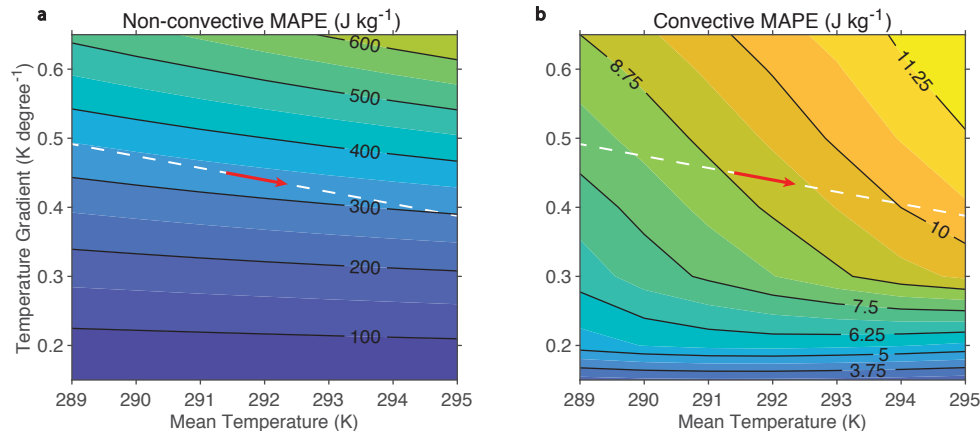 a
Non-convective MAPE (J kg⁻¹)
Temperature Gradient (K degree⁻¹)
0.6
0.5
0.4
0.3
0.2
600
500
400
300
200
100
289 290 291 292 293 294 295
Mean Temperature (K)
b
Convective MAPE (J kg⁻¹)
0.6
0.5
0.4
0.3
0.2
8.75
11.25
10
7.5
6.25
5
3.75
289 290 291 292 293 294 295
Mean Temperature (K)